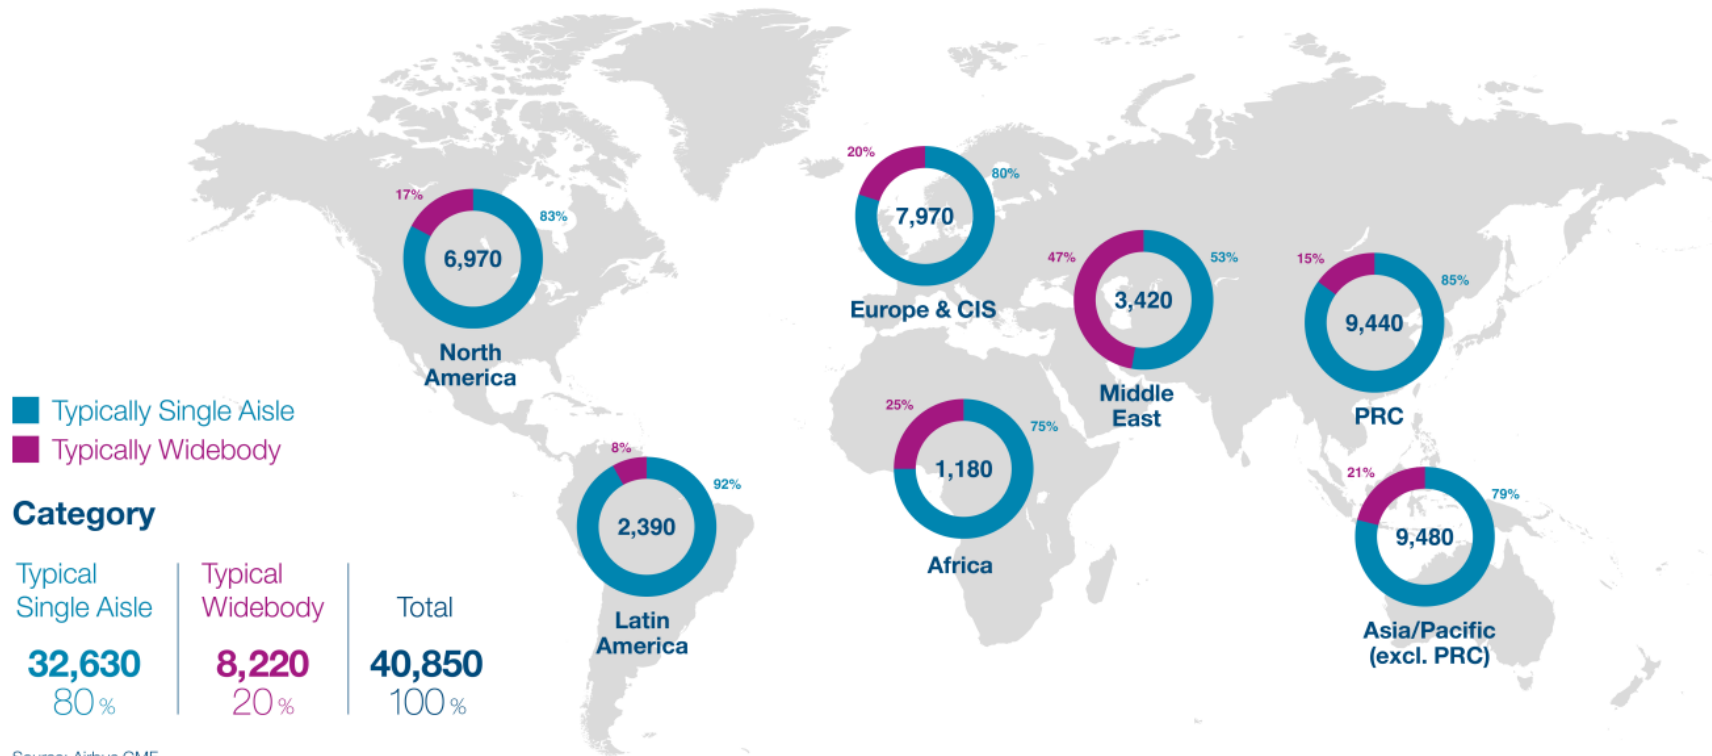 20%
80%
7,970
Europe & CIS
17%
83%
6,970
North
America
47%
53%
3,420
Middle
East
15%
85%
9,440
PRC
Typically Single Aisle
Typically Widebody
25%
75%
1,180
Africa
8%
92%
2,390
Latin
America
21%
79%
9,480
Asia/Pacific
(excl. PRC)
Category
Typical
Single Aisle
32,630
80 %
Typical
Widebody
8,220
20 %
Total
40,850
100 %
Source: Airbus GMF